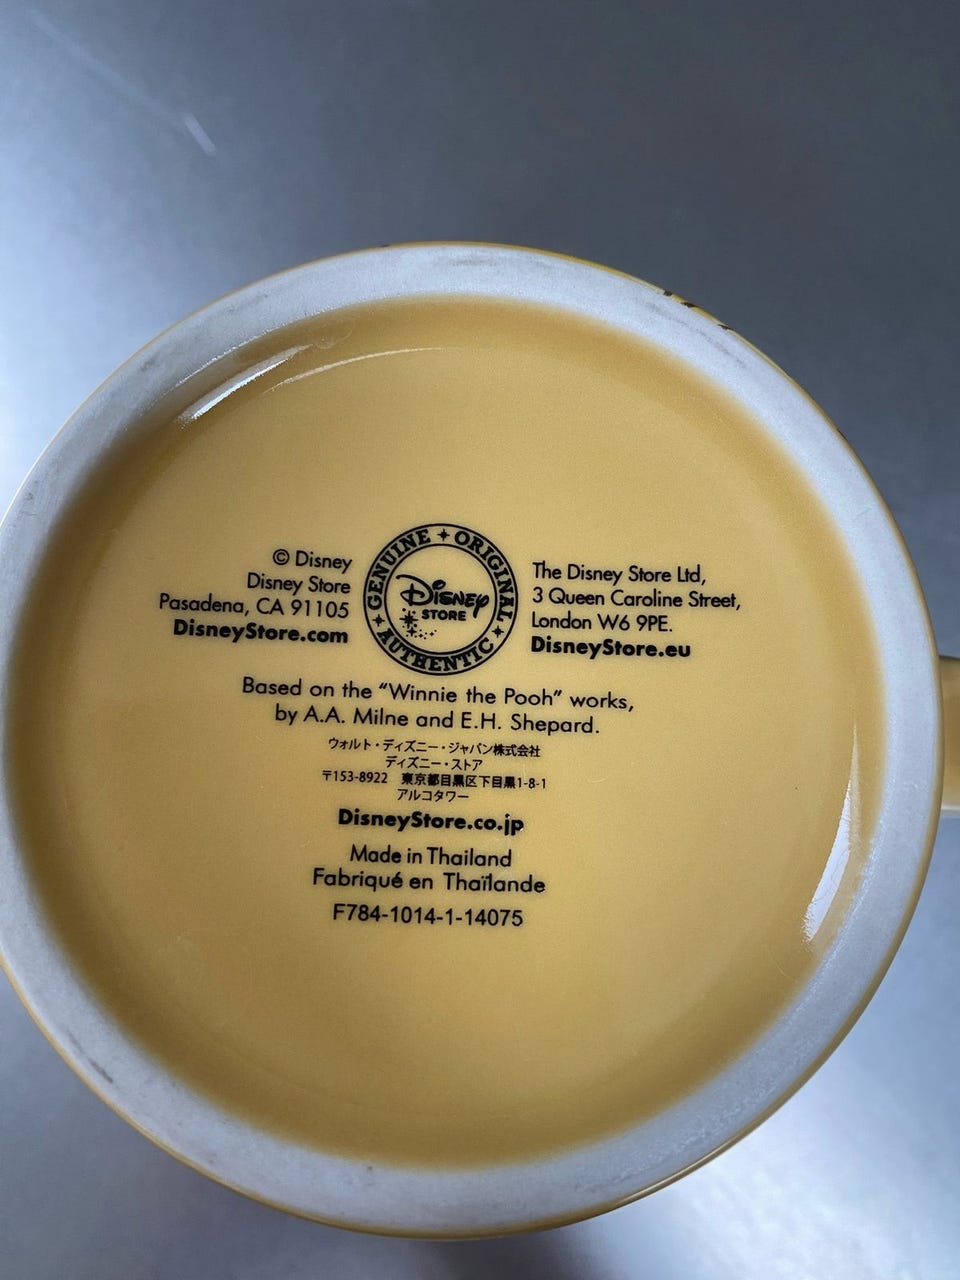 © Disney
Disney Store
Pasadena, CA 91105
DisneyStore.com
GENUINE ORIGINAL AUTHENTIC
Disney
STORE
The Disney Store Ltd,
3 Queen Caroline Street,
London W6 9PE.
DisneyStore.eu
Based on the “Winnie the Pooh” works,
by A.A. Milne and E.H. Shepard.
ウォルト・ディズニー・ジャパン株式会社
ディズニー・ストア
〒153-8922 東京都目黒区下目黒1-8-1
アルコタワー
DisneyStore.co.jp
Made in Thailand
Fabriqué en Thaïlande
F784-1014-1-14075